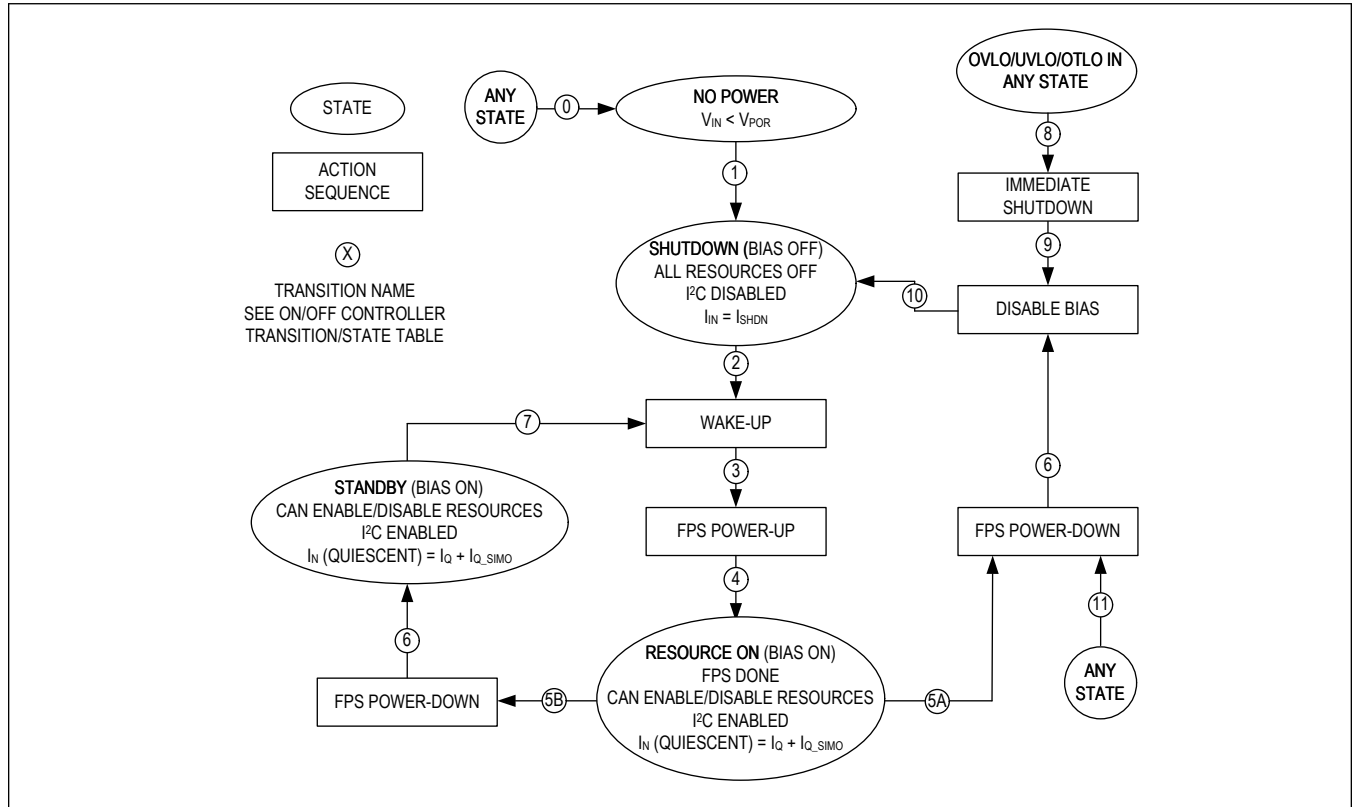 STATE
ACTION
SEQUENCE
X
TRANSITION NAME
SEE ON/OFF CONTROLLER
TRANSITION/STATE TABLE
ANY
STATE
0
NO POWER
VIN < VPOR
1
SHUTDOWN (BIAS OFF)
ALL RESOURCES OFF
I²C DISABLED
IIN = ISHDN
2
WAKE-UP
3
FPS POWER-UP
4
RESOURCE ON (BIAS ON)
FPS DONE
CAN ENABLE/DISABLE RESOURCES
I²C ENABLED
IN (QUIESCENT) = IQ + IQ_SIMO
5B
FPS POWER-DOWN
6
STANDBY (BIAS ON)
CAN ENABLE/DISABLE RESOURCES
I²C ENABLED
IN (QUIESCENT) = IQ + IQ_SIMO
7
5A
OVLO/UVLO/OTLO IN
ANY STATE
8
IMMEDIATE
SHUTDOWN
9
DISABLE BIAS
10
6
FPS POWER-DOWN
11
ANY
STATE